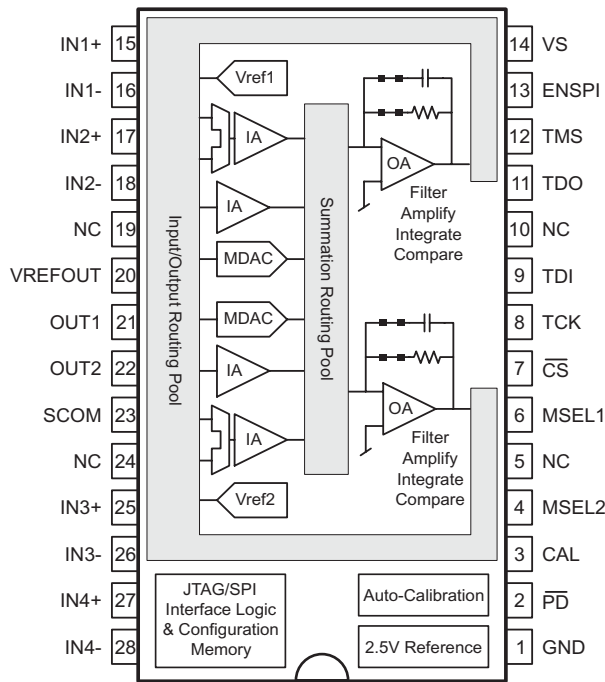 IN1+ 15
IN1- 16
IN2+ 17
IN2- 18
NC 19
VREFOUT 20
OUT1 21
OUT2 22
SCOM 23
NC 24
IN3+ 25
IN3- 26
IN4+ 27
IN4- 28
Input/Output Routing Pool
Vref1
IA
IA
MDAC
MDAC
IA
IA
Vref2
Summation Routing Pool
OA
Filter
Amplify
Integrate
Compare
OA
Filter
Amplify
Integrate
Compare
JTAG/SPI
Interface Logic
& Configuration
Memory
Auto-Calibration
2.5V Reference
14 VS
13 ENSPI
12 TMS
11 TDO
10 NC
9 TDI
8 TCK
7 C̅S̅
6 MSEL1
5 NC
4 MSEL2
3 CAL
2 P̅D̅
1 GND